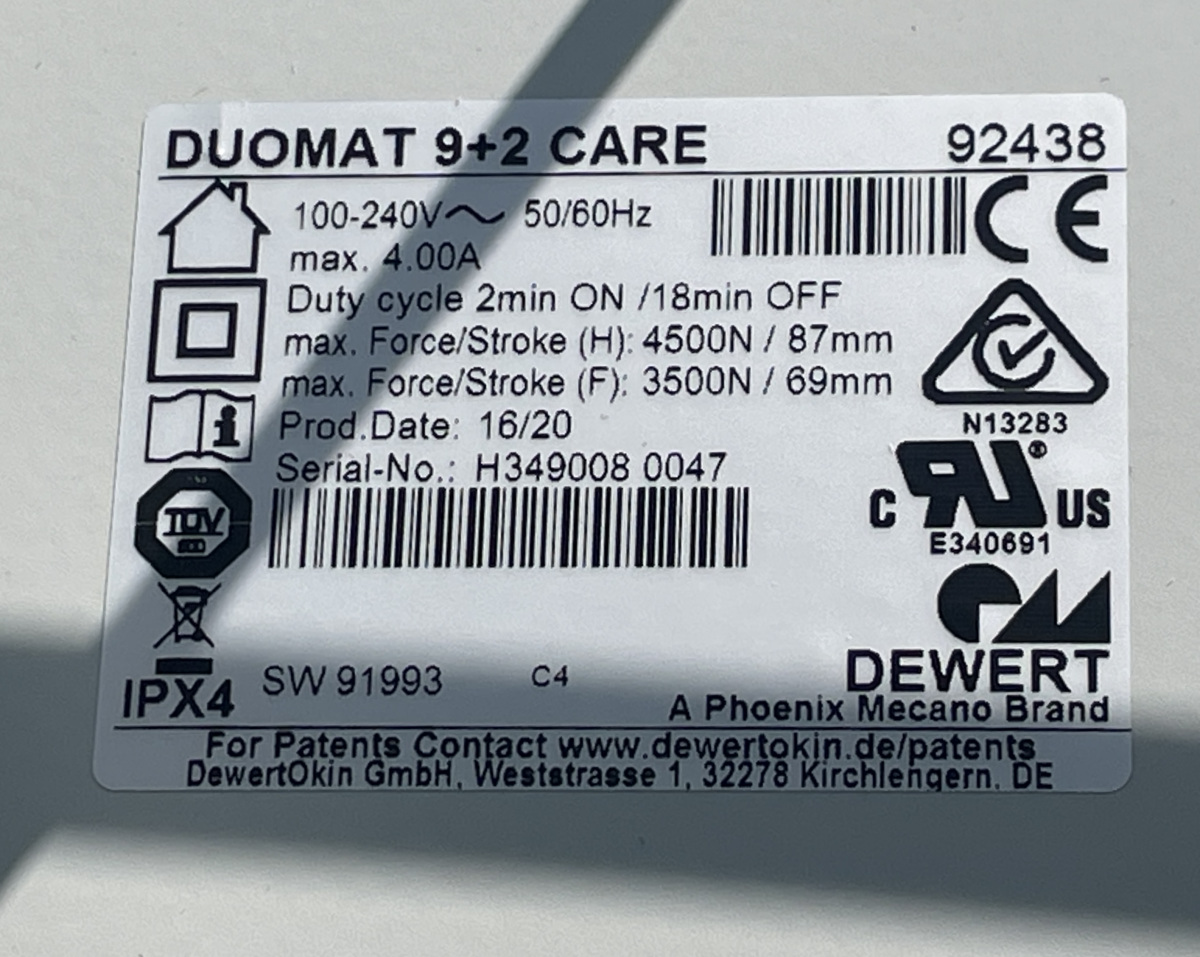 DUOMAT 9+2 CARE 92438
100-240V~ 50/60Hz
max. 4.00A
CE
Duty cycle 2min ON /18min OFF
max. Force/Stroke (H): 4500N / 87mm
max. Force/Stroke (F): 3500N / 69mm
N13283
Prod.Date: 16/20
Serial-No.: H349008 0047
TÜV
C RU® US
E340691
IPX4 SW 91993 C4
DEWERT
A Phoenix Mecano Brand
For Patents Contact www.dewertokin.de/patents
DewertOkin GmbH, Weststrasse 1, 32278 Kirchlengern, DE